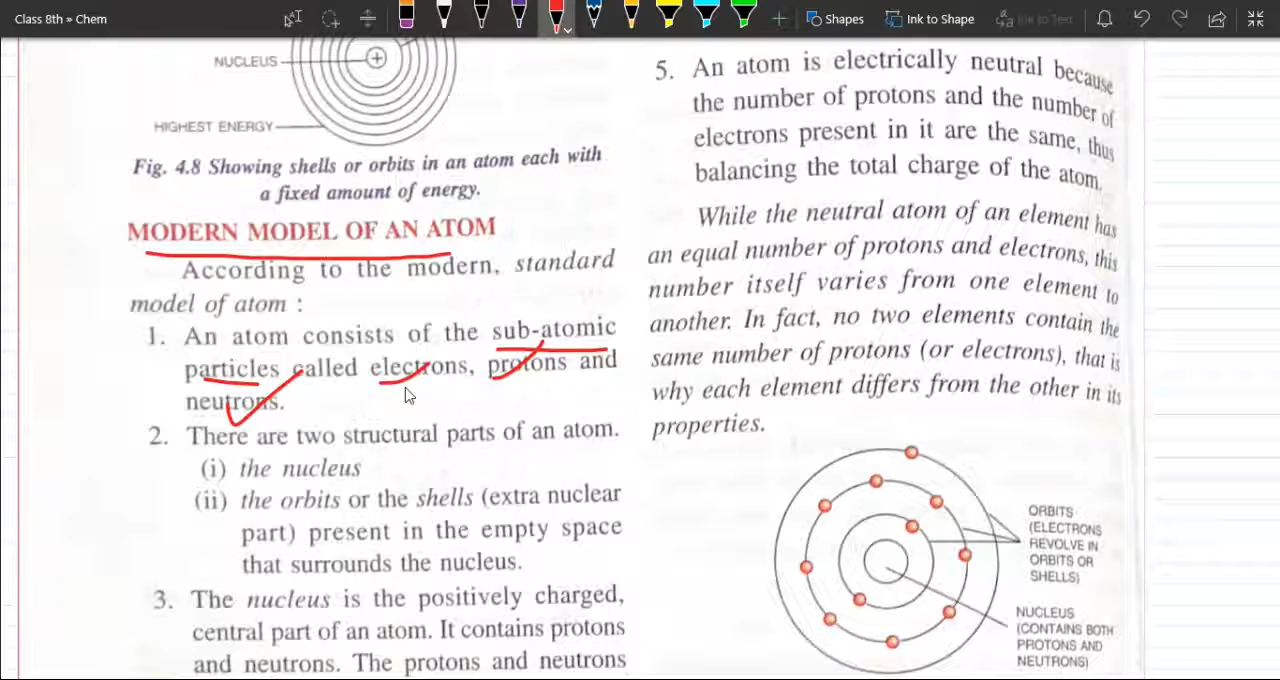 Class 8th » Chem
Shapes
Ink to Shape
Ink to Text
NUCLEUS
HIGHEST ENERGY
Fig. 4.8 Showing shells or orbits in an atom each with
a fixed amount of energy.
MODERN MODEL OF AN ATOM
According to the modern, standard
model of atom :
1. An atom consists of the sub-atomic
particles called electrons, protons and
neutrons.
2. There are two structural parts of an atom.
(i) the nucleus
(ii) the orbits or the shells (extra nuclear
part) present in the empty space
that surrounds the nucleus.
3. The nucleus is the positively charged,
central part of an atom. It contains protons
and neutrons. The protons and neutrons
5. An atom is electrically neutral because
the number of protons and the number of
electrons present in it are the same, thus
balancing the total charge of the atom.
While the neutral atom of an element has
an equal number of protons and electrons, this
number itself varies from one element to
another. In fact, no two elements contain the
same number of protons (or electrons), that is
why each element differs from the other in its
properties.
ORBITS
(ELECTRONS
REVOLVE IN
ORBITS OR
SHELLS)
NUCLEUS
(CONTAINS BOTH
PROTONS AND
NEUTRONS)